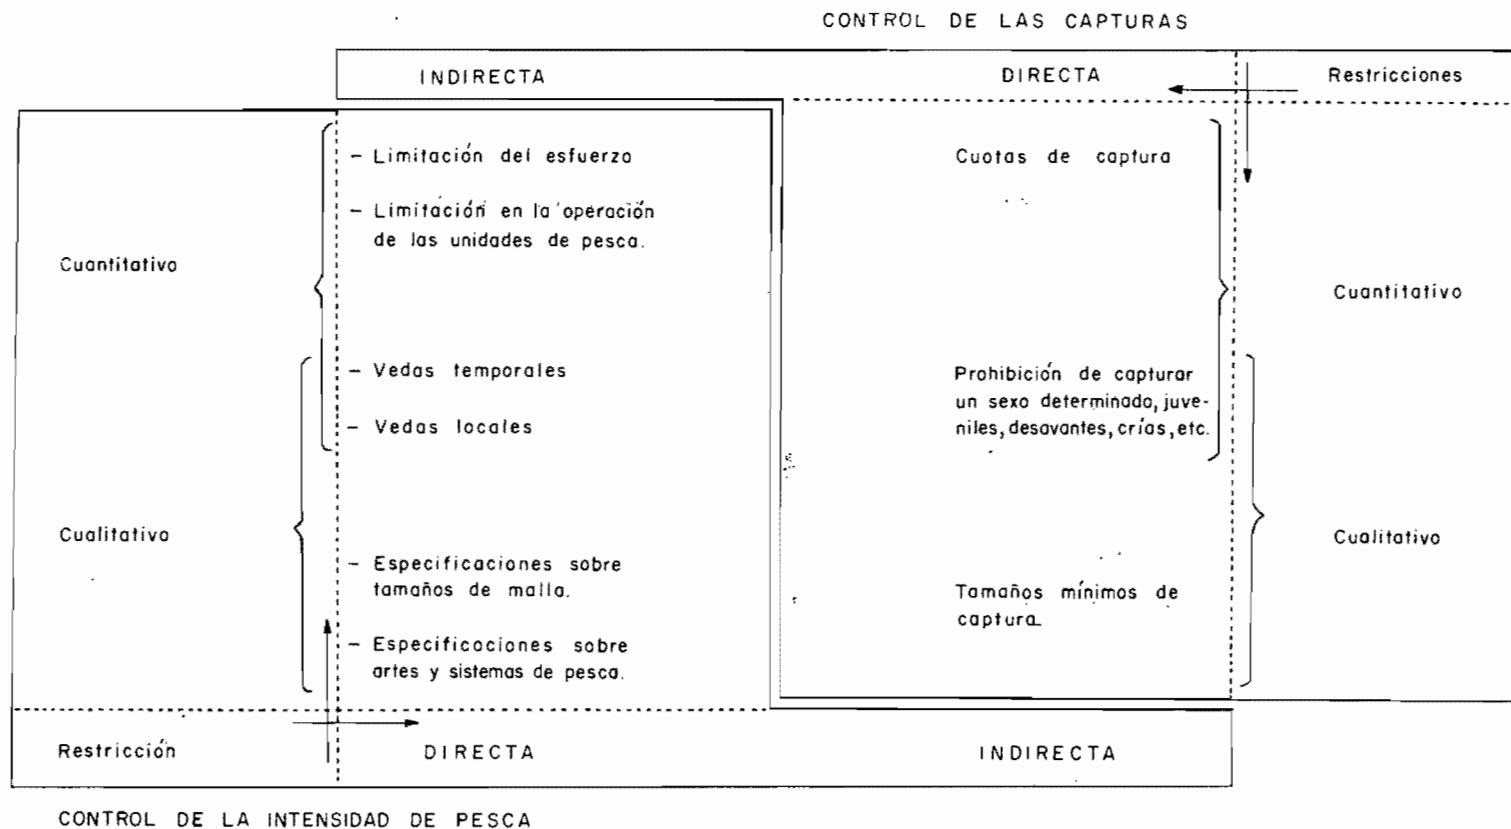 CONTROL DE LAS CAPTURAS
INDIRECTA
DIRECTA
Restricciones
- Limitación del esfuerzo
- Limitación en la operación
de las unidades de pesca.
Cuantitativo
- Vedas temporales
- Vedas locales
Cualitativo
- Especificaciones sobre
tamaños de malla.
- Especificaciones sobre
artes y sistemas de pesca.
Cuotas de captura
Cuantitativo
Prohibición de capturar
un sexo determinado, juve-
niles, desovantes, crías, etc.
Cualitativo
Tamaños mínimos de
captura.
Restricción
DIRECTA
INDIRECTA
CONTROL DE LA INTENSIDAD DE PESCA